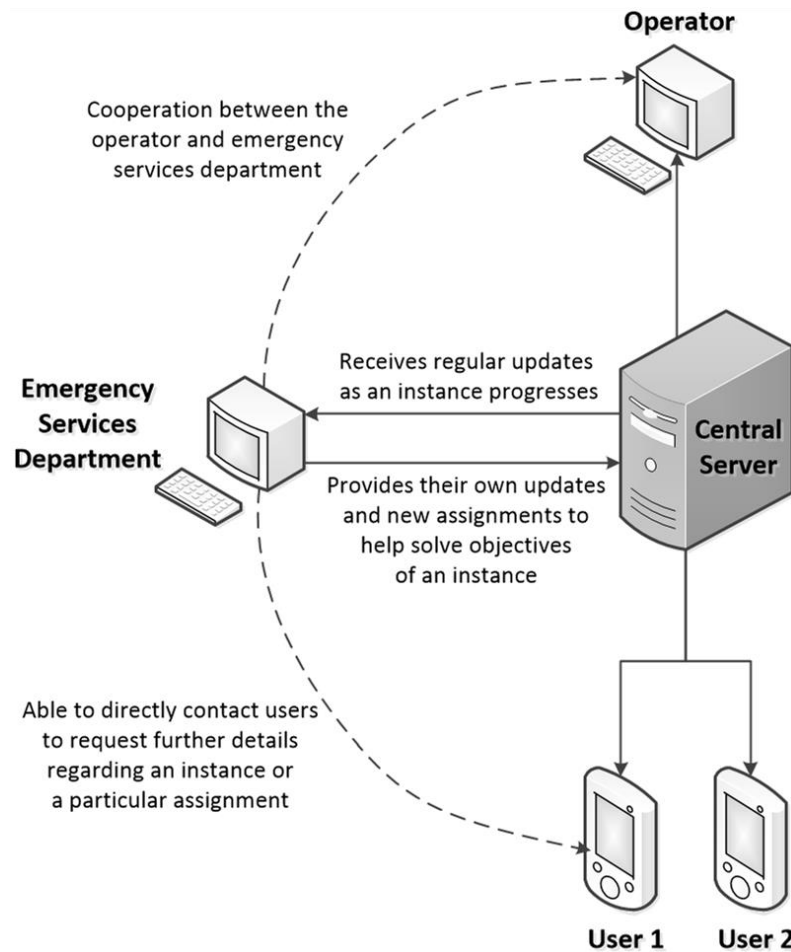 Operator
Cooperation between the
operator and emergency
services department
Receives regular updates
as an instance progresses
Emergency
Services
Department
Central
Server
Provides their own updates
and new assignments to
help solve objectives
of an instance
Able to directly contact users
to request further details
regarding an instance or
a particular assignment
User 1
User 2